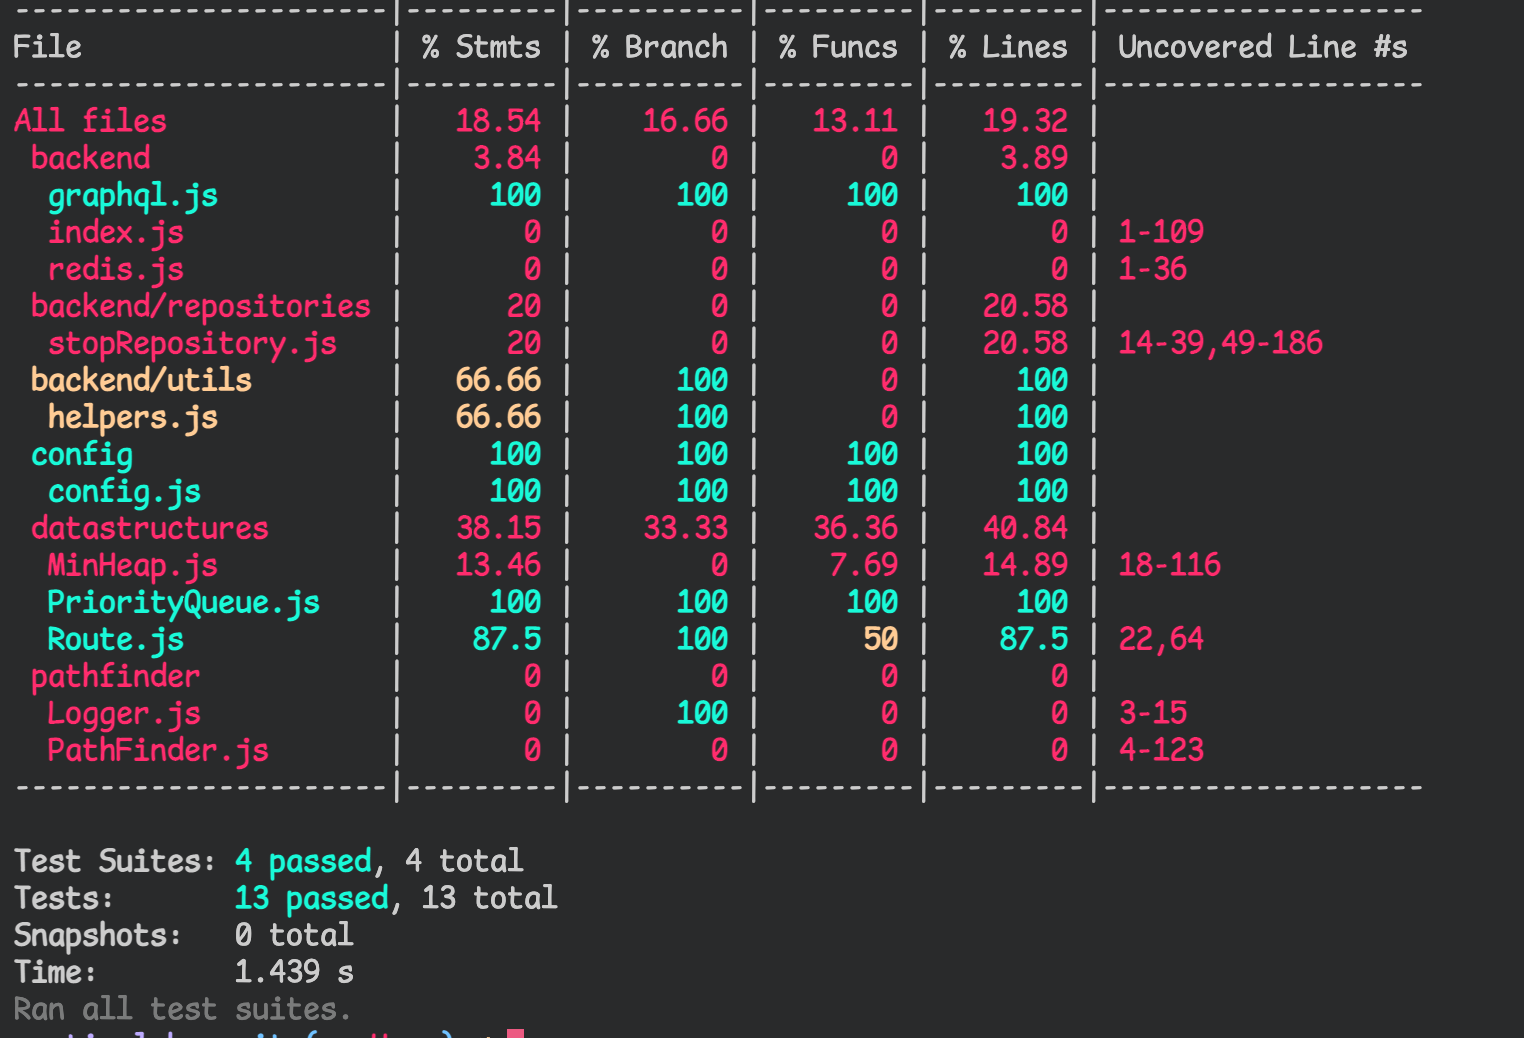 ----------------------|---------|----------|---------|---------|-------------------
File                  | % Stmts | % Branch | % Funcs | % Lines | Uncovered Line #s
----------------------|---------|----------|---------|---------|-------------------
All files             |   18.54 |    16.66 |   13.11 |   19.32 |
 backend              |    3.84 |        0 |       0 |    3.89 |
  graphql.js          |     100 |      100 |     100 |     100 |
  index.js            |       0 |        0 |       0 |       0 | 1-109
  redis.js            |       0 |        0 |       0 |       0 | 1-36
 backend/repositories |      20 |        0 |       0 |   20.58 |
  stopRepository.js   |      20 |        0 |       0 |   20.58 | 14-39,49-186
 backend/utils        |   66.66 |      100 |       0 |     100 |
  helpers.js          |   66.66 |      100 |       0 |     100 |
 config               |     100 |      100 |     100 |     100 |
  config.js           |     100 |      100 |     100 |     100 |
 datastructures       |   38.15 |    33.33 |   36.36 |   40.84 |
  MinHeap.js          |   13.46 |        0 |    7.69 |   14.89 | 18-116
  PriorityQueue.js    |     100 |      100 |     100 |     100 |
  Route.js            |    87.5 |      100 |      50 |    87.5 | 22,64
 pathfinder           |       0 |        0 |       0 |       0 |
  Logger.js           |       0 |      100 |       0 |       0 | 3-15
  PathFinder.js       |       0 |        0 |       0 |       0 | 4-123
----------------------|---------|----------|---------|---------|-------------------
Test Suites: 4 passed, 4 total
Tests:       13 passed, 13 total
Snapshots:   0 total
Time:        1.439 s
Ran all test suites.